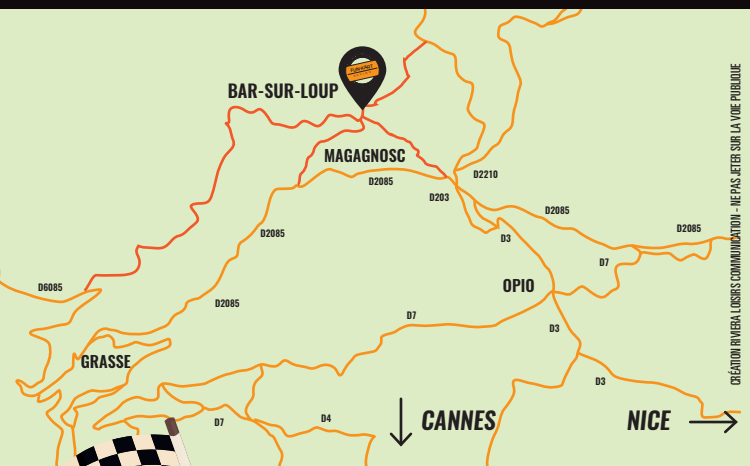 BAR-SUR-LOUP
MAGAGNOSC
D2085
D2210
D203
D2085
D2085
D3
D2085
D7
D6085
OPIO
D2085
D7
D3
GRASSE
D3
D7
D4
CANNES
NICE
CRÉATION RIVIERA LOISIRS COMMUNICATION - NE PAS JETER SUR LA VOIE PUBLIQUE